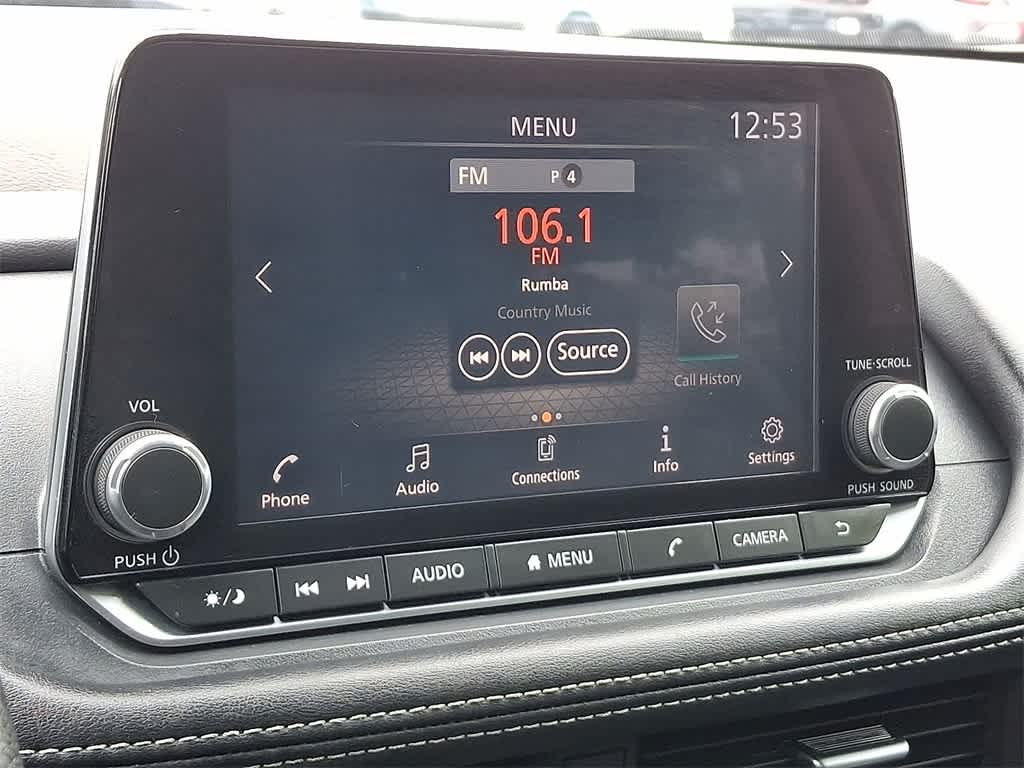 MENU
12:53
FM P 4
106.1
FM
Rumba
Country Music
Source
Call History
TUNE·SCROLL
VOL
Phone
Audio
Connections
Info
Settings
PUSH SOUND
PUSH
AUDIO
MENU
CAMERA